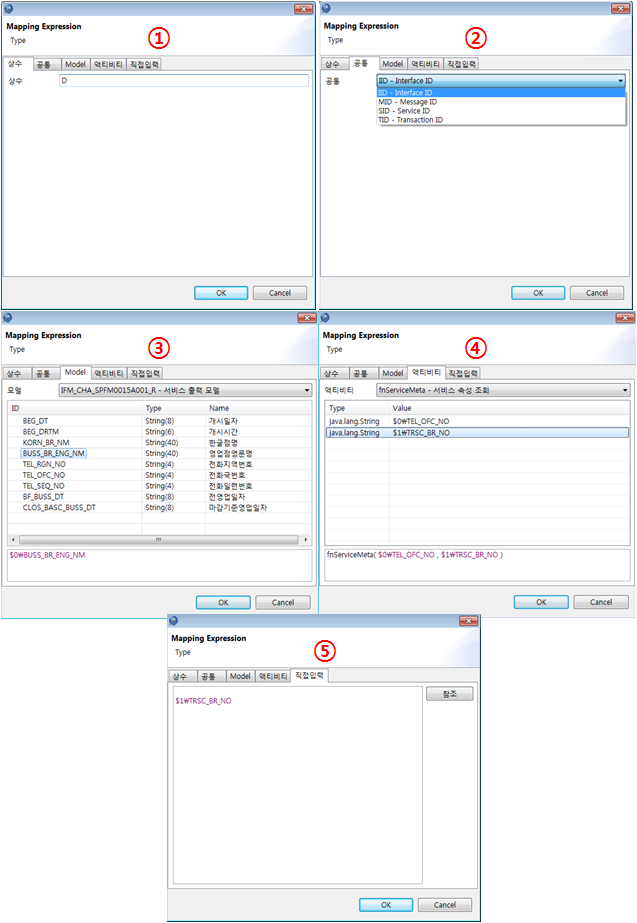 Mapping Expression
Type
①
상수 공통 Model 액티비티 직접입력
상수 D
OK Cancel
Mapping Expression
Type
②
상수 공통 Model 액티비티 직접입력
공통 IID - Interface ID
IID - Interface ID
MID - Message ID
SID - Service ID
TID - Transaction ID
OK Cancel
Mapping Expression
Type
③
상수 공통 Model 액티비티 직접입력
모델 IFM_CHA_SPFM0015A001_R - 서비스 출력 모델
ID Type Name
BEG_DT String(8) 개시일자
BEG_DRTM String(6) 개시시간
KORN_BR_NM String(40) 한글점명
BUSS_BR_ENG_NM String(40) 영업점영문명
TEL_RGN_NO String(4) 전화지역번호
TEL_OFC_NO String(4) 전화국번호
TEL_SEQ_NO String(4) 전화일련번호
BF_BUSS_DT String(8) 전영업일자
CLOS_BASC_BUSS_DT String(8) 마감기준영업일자
$0₩BUSS_BR_ENG_NM
OK Cancel
Mapping Expression
Type
④
상수 공통 Model 액티비티 직접입력
액티비티 fnServiceMeta - 서비스 속성 조회
Type Value
java.lang.String $0₩TEL_OFC_NO
java.lang.String $1₩TRSC_BR_NO
fnServiceMeta( $0₩TEL_OFC_NO , $1₩TRSC_BR_NO )
OK Cancel
Mapping Expression
Type
⑤
상수 공통 Model 액티비티 직접입력
$1₩TRSC_BR_NO
참조
OK Cancel